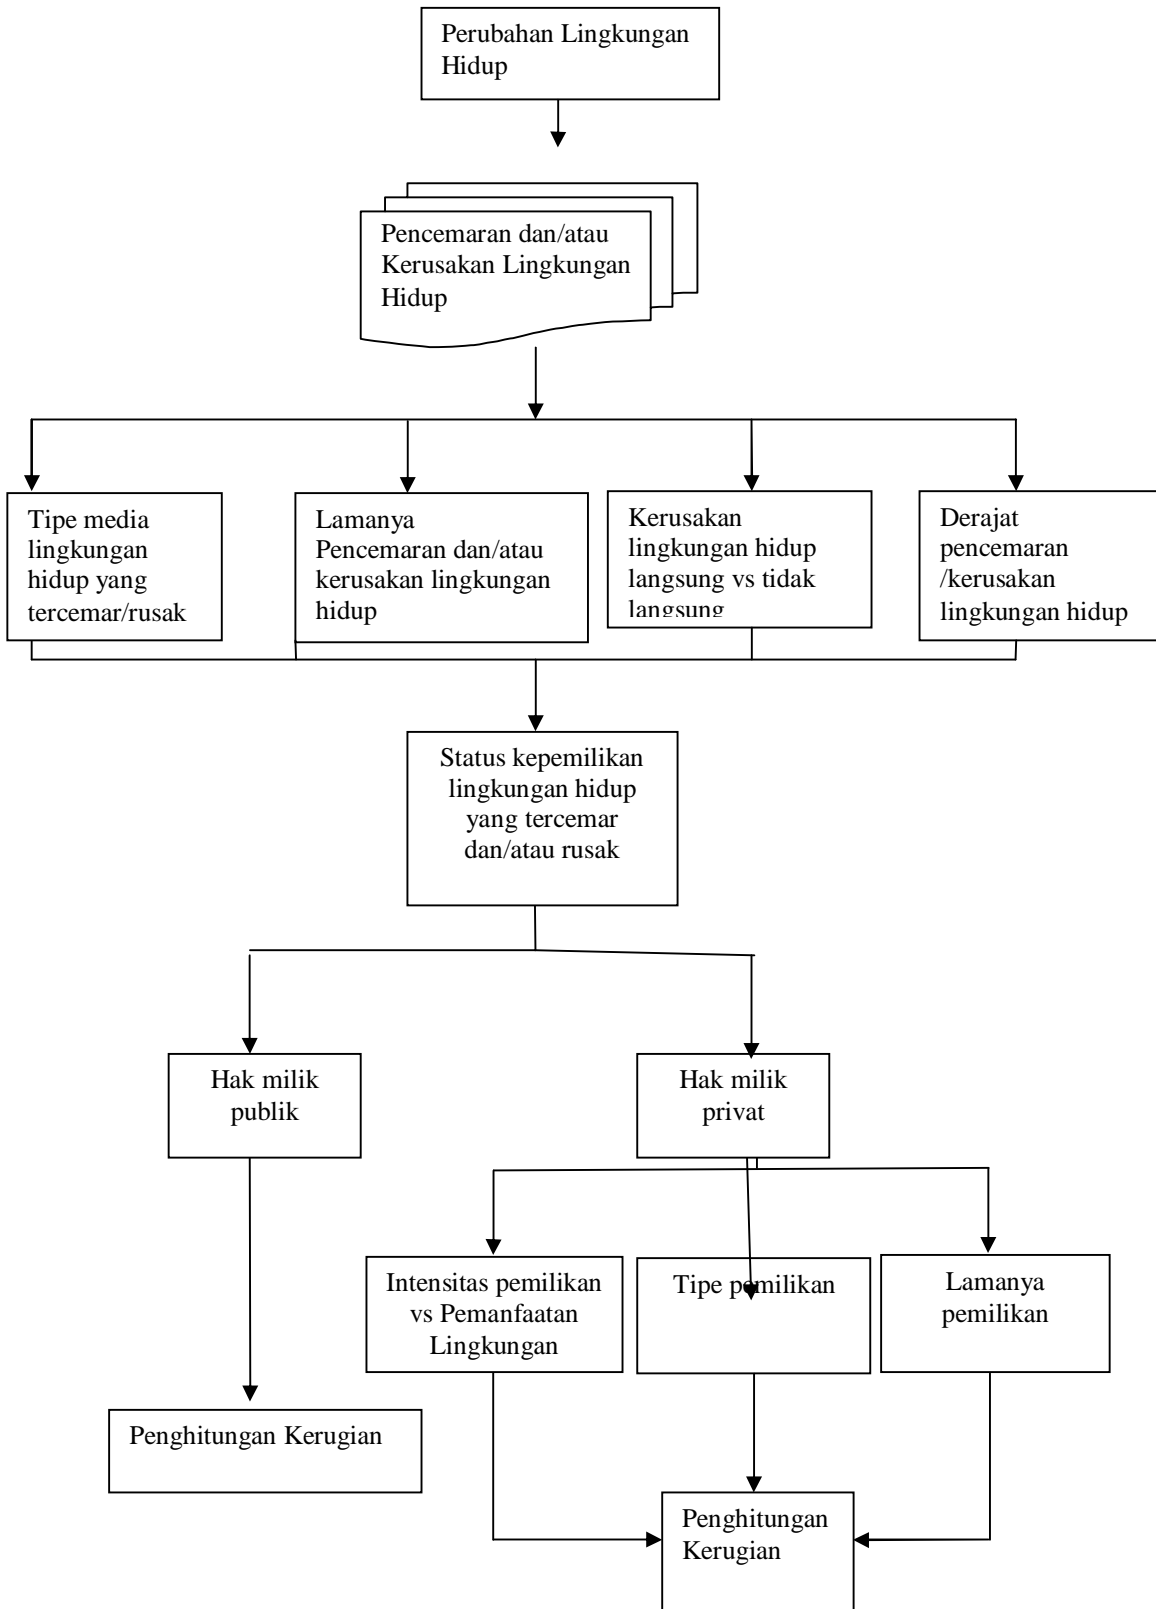 Perubahan Lingkungan
Hidup
Pencemaran dan/atau
Kerusakan Lingkungan
Hidup
Tipe media
lingkungan
hidup yang
tercemar/rusak
Lamanya
Pencemaran dan/atau
kerusakan lingkungan
hidup
Kerusakan
lingkungan hidup
langsung vs tidak
langsung
Derajat
pencemaran
/kerusakan
lingkungan hidup
Status kepemilikan
lingkungan hidup
yang tercemar
dan/atau rusak
Hak milik
publik
Hak milik
privat
Intensitas pemilikan
vs Pemanfaatan
Lingkungan
Tipe pemilikan
Lamanya
pemilikan
Penghitungan Kerugian
Penghitungan
Kerugian